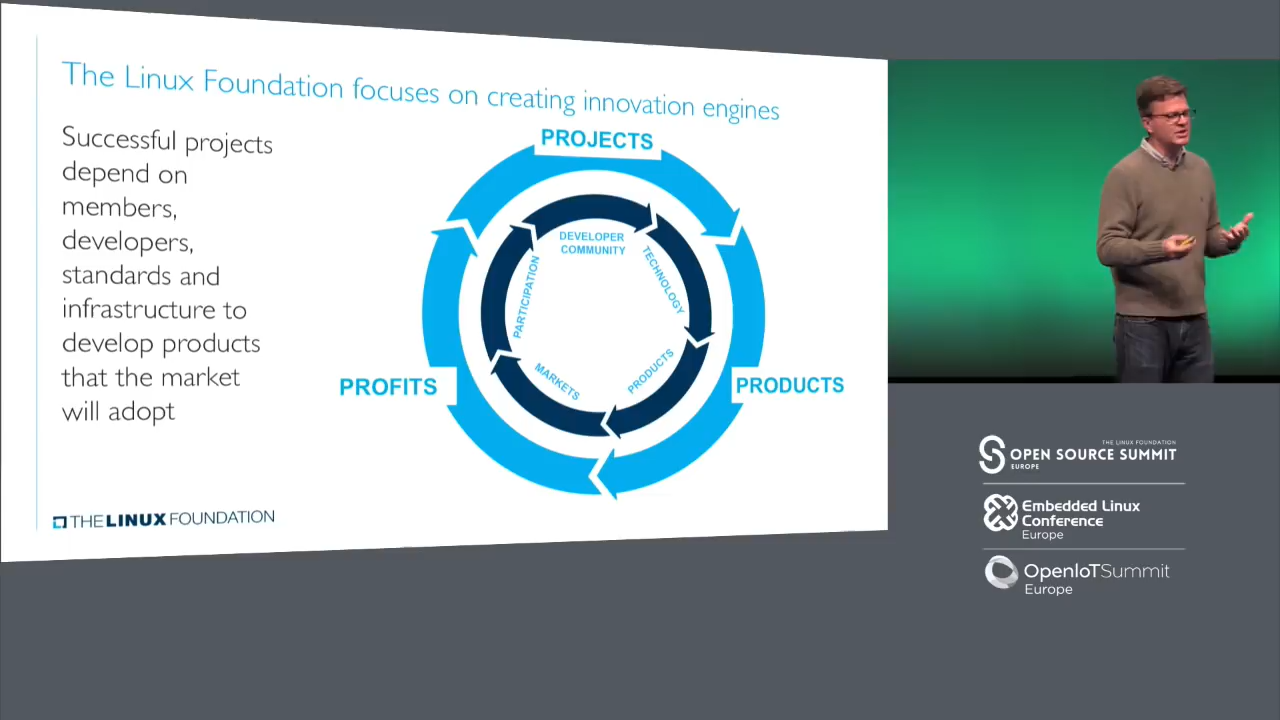 The Linux Foundation focuses on creating innovation engines
Successful projects
depend on
members,
developers,
standards and
infrastructure to
develop products
that the market
will adopt
PROJECTS
PROFITS
PRODUCTS
DEVELOPER
COMMUNITY
TECHNOLOGY
PRODUCTS
MARKETS
PARTICIPATION
THE LINUX FOUNDATION
THE LINUX FOUNDATION
OPEN SOURCE SUMMIT
EUROPE
Embedded Linux
Conference
Europe
OpenIoTSummit
Europe